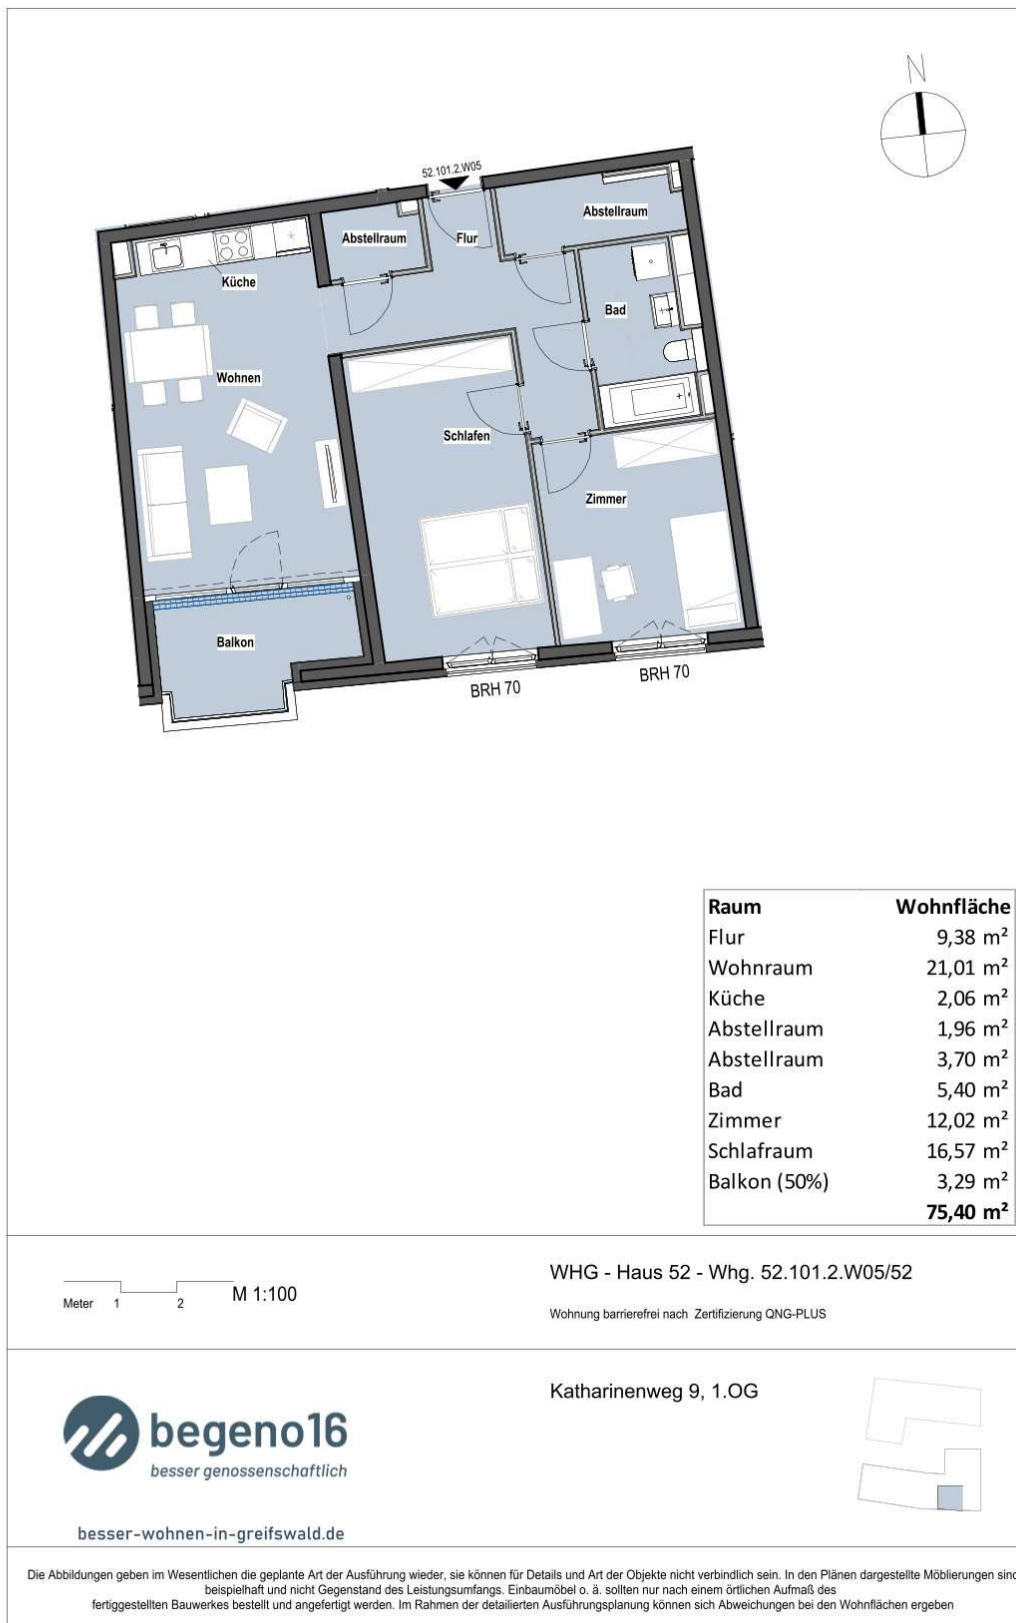 N
52.101.2.W05
Abstellraum
Abstellraum
Flur
Küche
Bad
Wohnen
Schlafen
Zimmer
Balkon
BRH 70
BRH 70
Raum Wohnfläche
Flur 9,38 m²
Wohnraum 21,01 m²
Küche 2,06 m²
Abstellraum 1,96 m²
Abstellraum 3,70 m²
Bad 5,40 m²
Zimmer 12,02 m²
Schlafraum 16,57 m²
Balkon (50%) 3,29 m²
75,40 m²
Meter 1 2 M 1:100
WHG - Haus 52 - Whg. 52.101.2.W05/52
Wohnung barrierefrei nach Zertifizierung QNG-PLUS
Katharinenweg 9, 1.OG
begeno16
besser genossenschaftlich
besser-wohnen-in-greifswald.de
Die Abbildungen geben im Wesentlichen die geplante Art der Ausführung wieder, sie können für Details und Art der Objekte nicht verbindlich sein. In den Plänen dargestellte Möblierungen sind
beispielhaft und nicht Gegenstand des Leistungsumfangs. Einbaumöbel o. ä. sollten nur nach einem örtlichen Aufmaß des
fertiggestellten Bauwerkes bestellt und angefertigt werden. Im Rahmen der detailierten Ausführungsplanung können sich Abweichungen bei den Wohnflächen ergeben